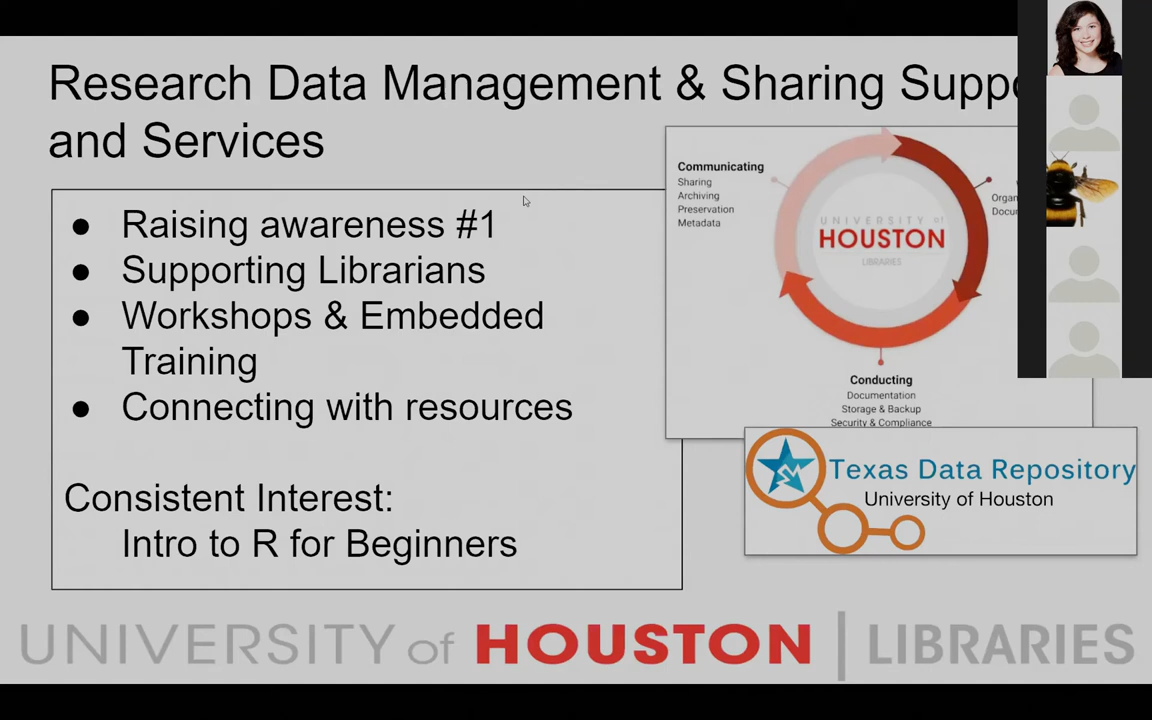 Research Data Management & Sharing
and Services
● Raising awareness #1
● Supporting Librarians
● Workshops & Embedded
Training
● Connecting with resources
Consistent Interest:
Intro to R for Beginners
Communicating
Sharing
Archiving
Preservation
Metadata
UNIVERSITY of
HOUSTON
LIBRARIES
Conducting
Documentation
Storage & Backup
Security & Compliance
Texas Data Repository
University of Houston
UNIVERSITY of HOUSTON | LIBRARIES